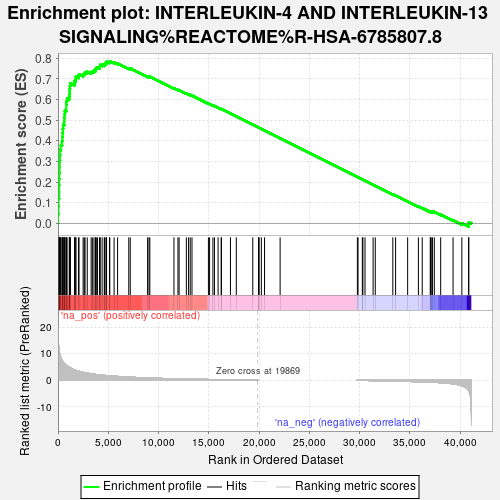 Enrichment plot: INTERLEUKIN-4 AND INTERLEUKIN-13
SIGNALING%REACTOME%R-HSA-6785807.8
Enrichment score (ES)
0.8
0.7
0.6
0.5
0.4
0.3
0.2
0.1
0.0
'na_pos' (positively correlated)
Ranked list metric (PreRanked)
20
10
0
-10
Zero cross at 19869
'na_neg' (negatively correlated)
0 5,000 10,000 15,000 20,000 25,000 30,000 35,000 40,000
Rank in Ordered Dataset
Enrichment profile Hits Ranking metric scores